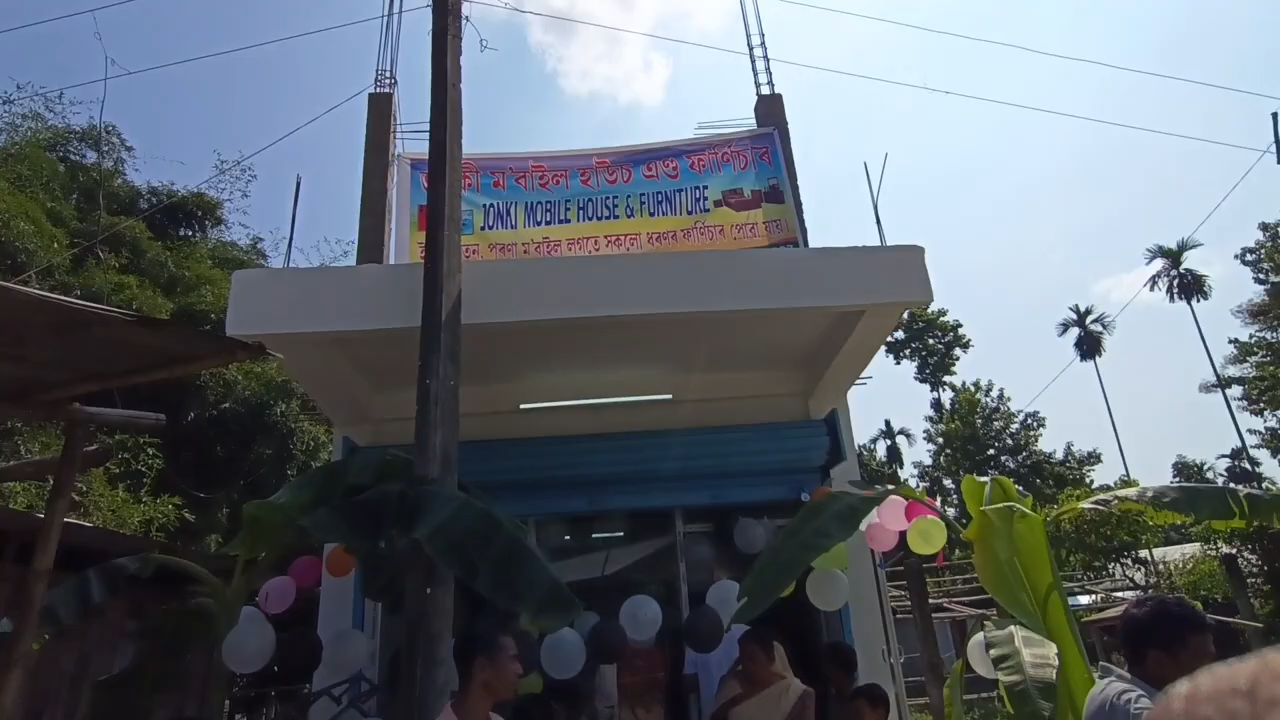 ম'বাইল হাউচ এণ্ড ফাৰ্ণিচাৰ
JONKI MOBILE HOUSE & FURNITURE
পুৰণা ম'বাইল লগতে সকলো ধৰণৰ ফাৰ্ণিচাৰ পোৱা যায়।